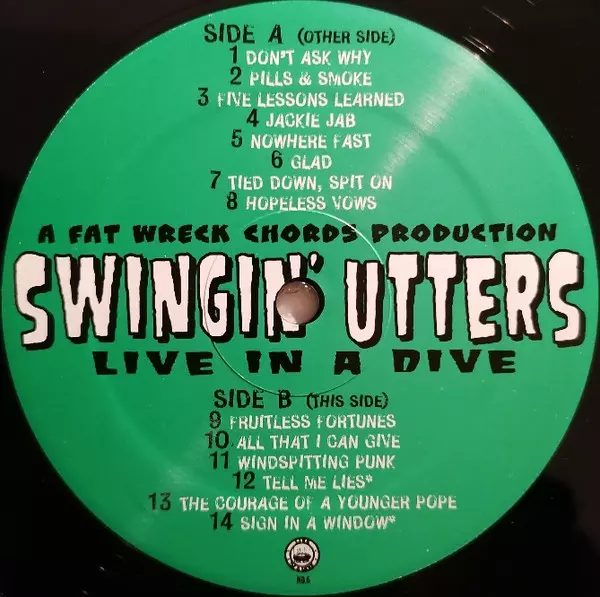 SIDE A (OTHER SIDE)
1 DON'T ASK WHY
2 PILLS & SMOKE
3 FIVE LESSONS LEARNED
4 JACKIE JAB
5 NOWHERE FAST
6 GLAD
7 TIED DOWN, SPIT ON
8 HOPELESS VOWS
A FAT WRECK CHORDS PRODUCTION
SWINGIN' UTTERS
LIVE IN A DIVE
SIDE B (THIS SIDE)
9 FRUITLESS FORTUNES
10 ALL THAT I CAN GIVE
11 WINDSPITTING PUNK
12 TELL ME LIES*
13 THE COURAGE OF A YOUNGER POPE
14 SIGN IN A WINDOW*